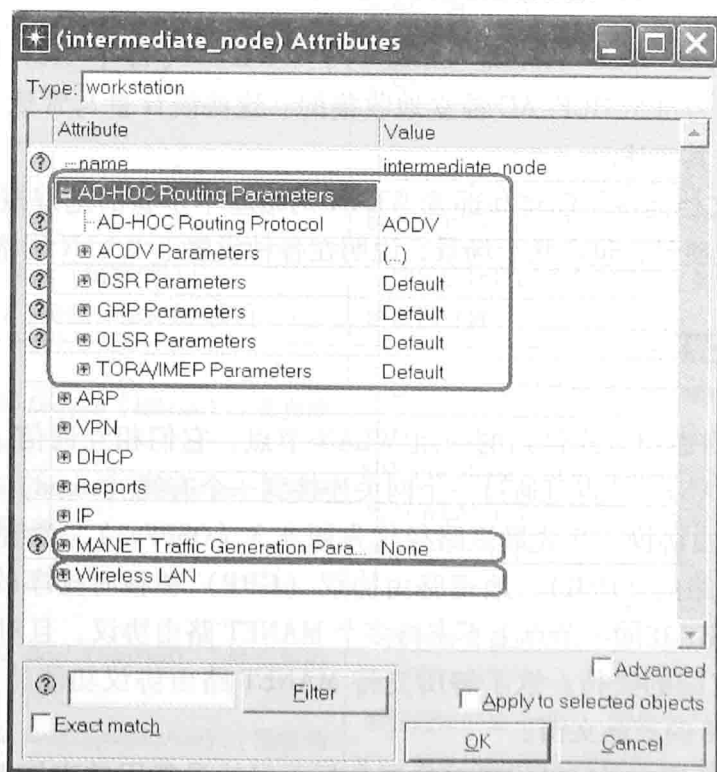 (intermediate_node) Attributes
Type: workstation
Attribute Value
name intermediate_node
AD-HOC Routing Parameters
AD-HOC Routing Protocol AODV
AODV Parameters (...)
DSR Parameters Default
GRP Parameters Default
OLSR Parameters Default
TORA/IMEP Parameters Default
ARP
VPN
DHCP
Reports
IP
MANET Traffic Generation Para... None
Wireless LAN
Advanced
Filter
Apply to selected objects
Exact match
OK Cancel